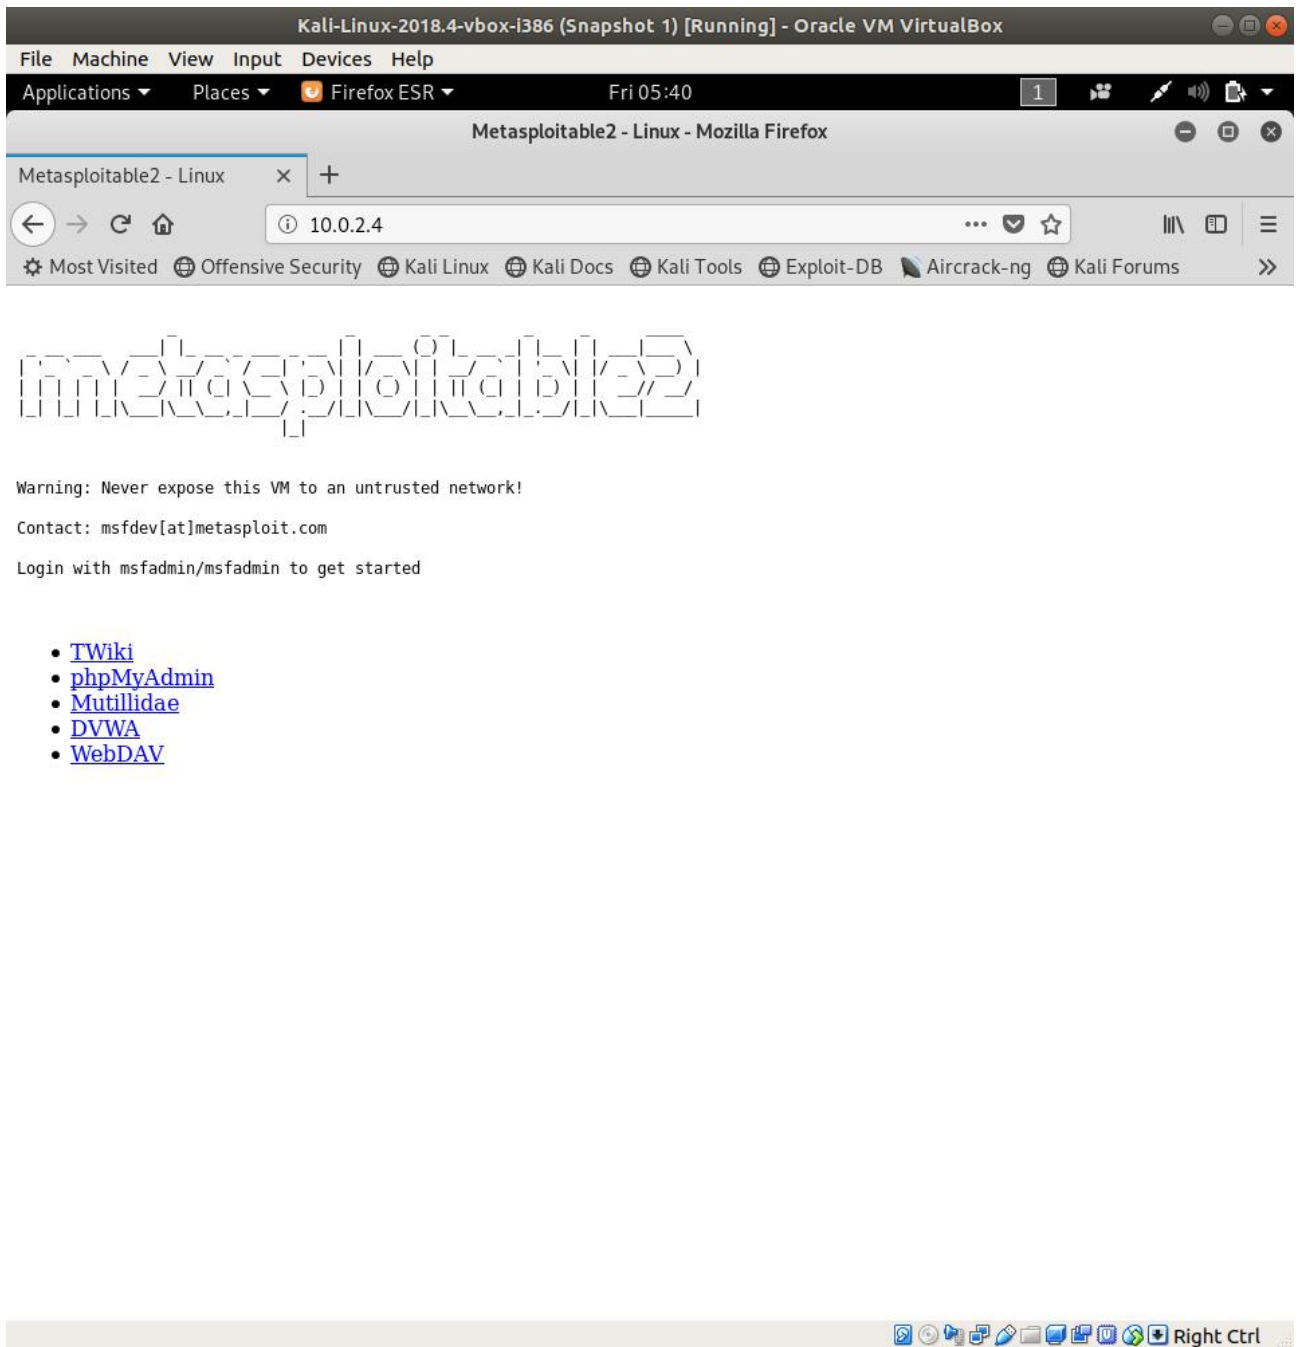 Kali-Linux-2018.4-vbox-i386 (Snapshot 1) [Running] - Oracle VM VirtualBox
File Machine View Input Devices Help
Applications Places Firefox ESR Fri 05:40 1
Metasploitable2 - Linux - Mozilla Firefox
Metasploitable2 - Linux
10.0.2.4
Most Visited Offensive Security Kali Linux Kali Docs Kali Tools Exploit-DB Aircrack-ng Kali Forums
metasploitable2
Warning: Never expose this VM to an untrusted network!
Contact: msfdev[at]metasploit.com
Login with msfadmin/msfadmin to get started
• TWiki
• phpMyAdmin
• Mutillidae
• DVWA
• WebDAV
Right Ctrl